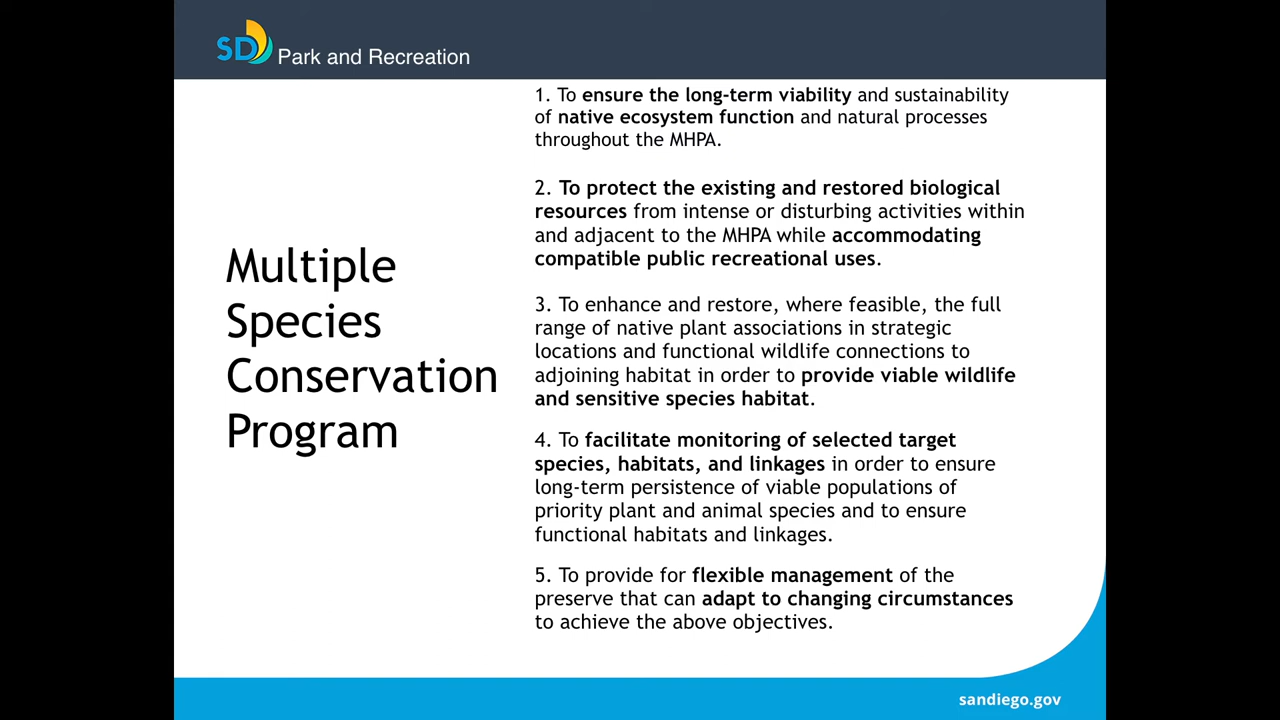 SD Park and Recreation
Multiple
Species
Conservation
Program
1. To ensure the long-term viability and sustainability
of native ecosystem function and natural processes
throughout the MHPA.
2. To protect the existing and restored biological
resources from intense or disturbing activities within
and adjacent to the MHPA while accommodating
compatible public recreational uses.
3. To enhance and restore, where feasible, the full
range of native plant associations in strategic
locations and functional wildlife connections to
adjoining habitat in order to provide viable wildlife
and sensitive species habitat.
4. To facilitate monitoring of selected target
species, habitats, and linkages in order to ensure
long-term persistence of viable populations of
priority plant and animal species and to ensure
functional habitats and linkages.
5. To provide for flexible management of the
preserve that can adapt to changing circumstances
to achieve the above objectives.
sandiego.gov